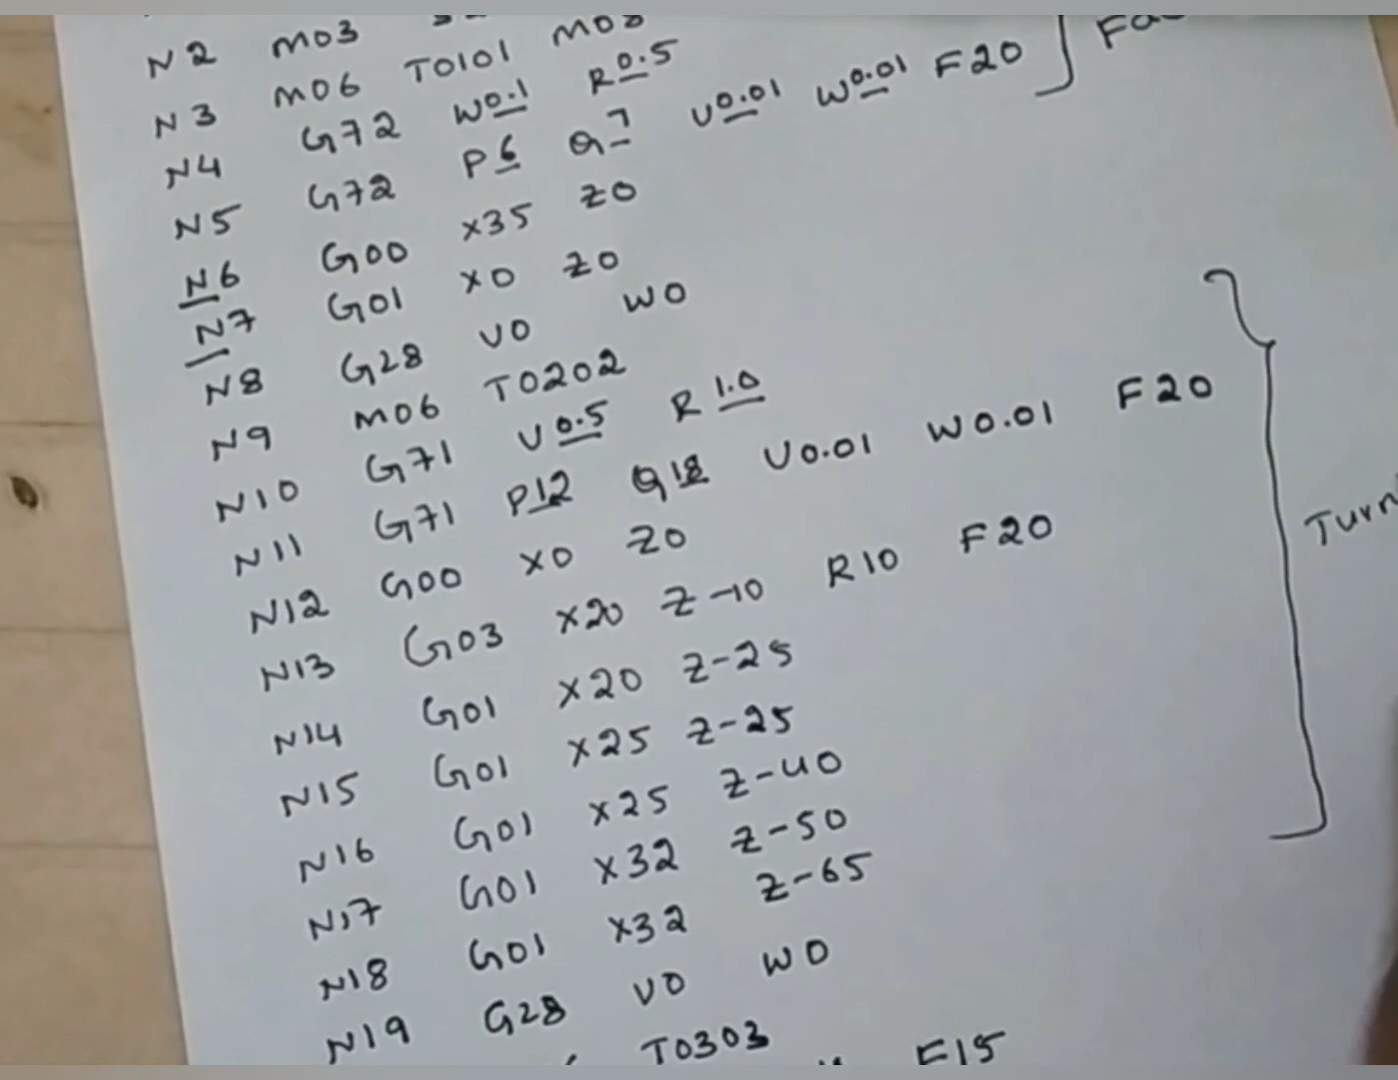 N2 M03
N3 M06 T0101 M08
N4 G72 W0.1 R0.5
N5 G72 P6 Q7 U0.01 W0.01 F20
N6 G00 X35 Z0
N7 G01 X0 Z0
N8 G28 U0 W0
N9 M06 T0202
N10 G71 U0.5 R1.0
N11 G71 P12 Q18 U0.01 W0.01 F20
N12 G00 X0 Z0
N13 G03 X20 Z-10 R10 F20
N14 G01 X20 Z-25
N15 G01 X25 Z-25
N16 G01 X25 Z-40
N17 G01 X32 Z-50
N18 G01 X32 Z-65
N19 G28 U0 W0
T0303
F15
Turn